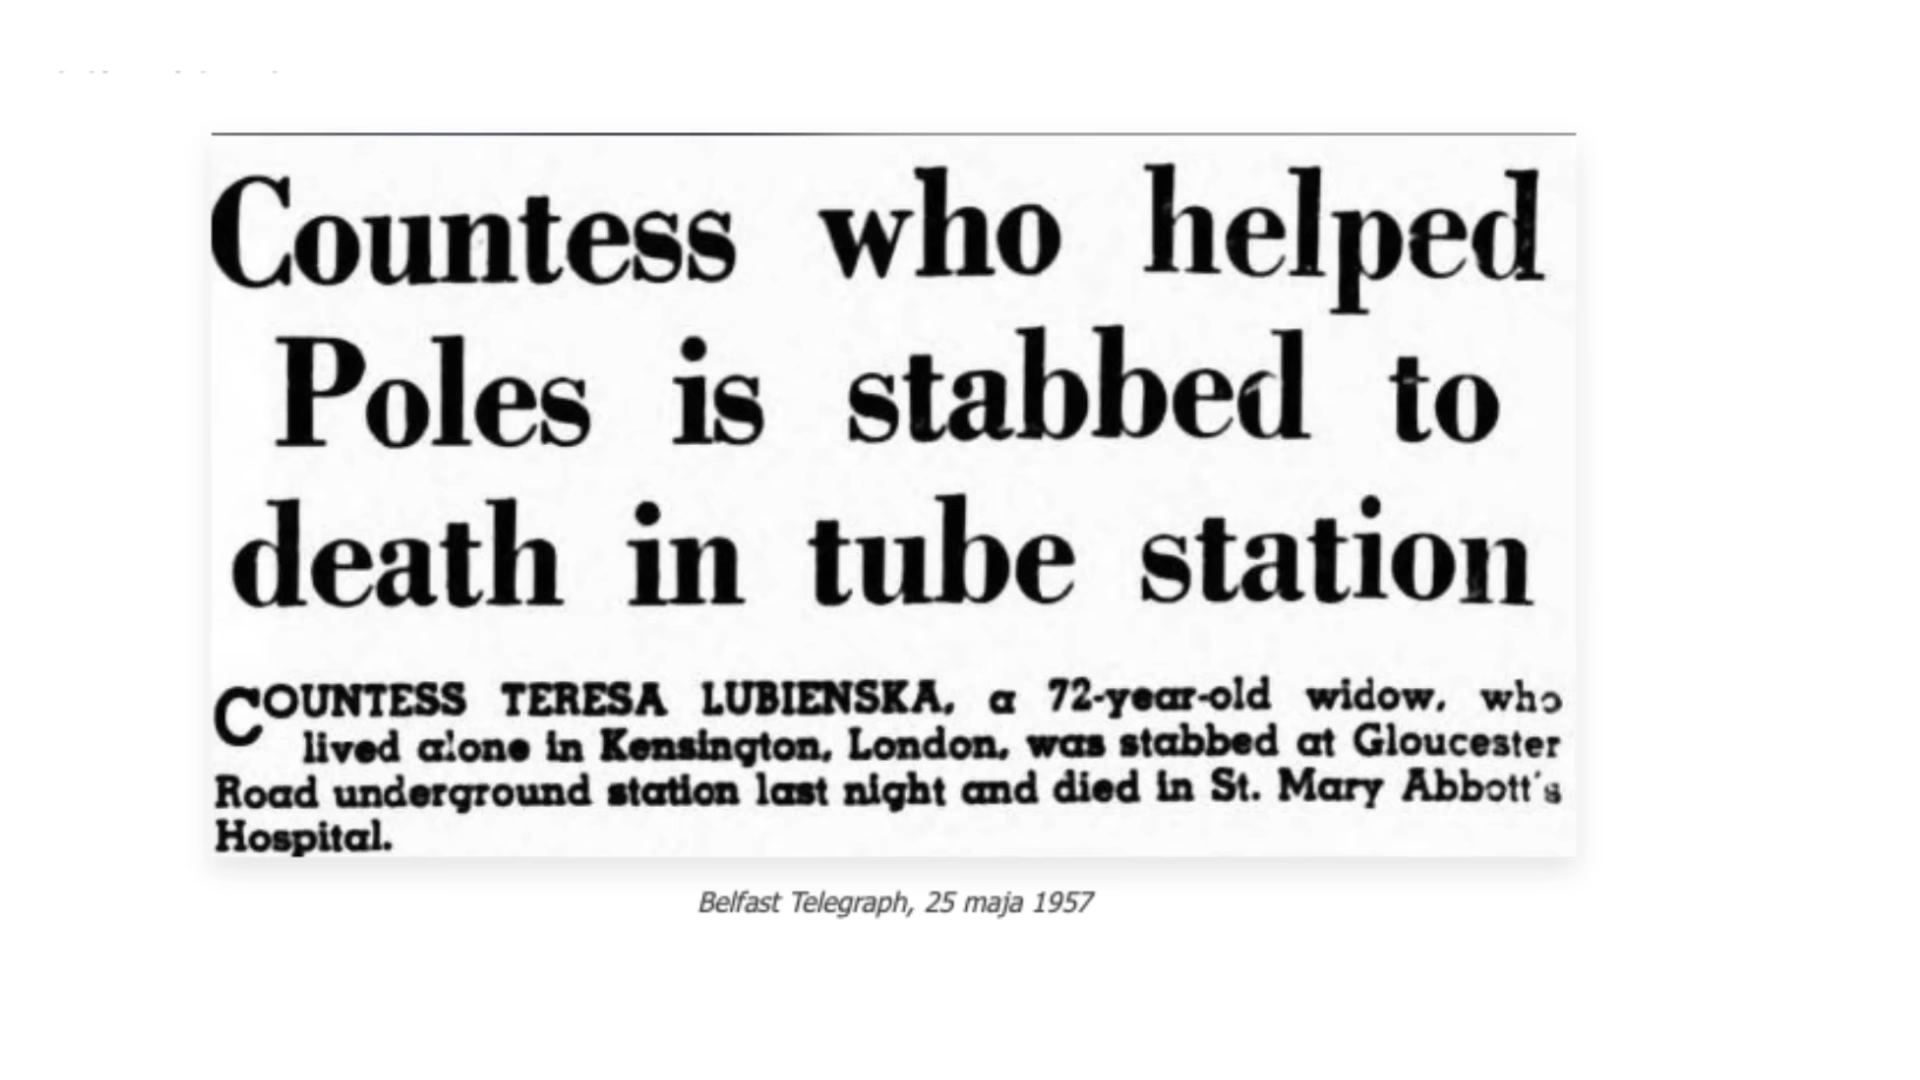 Countess who helped
Poles is stabbed to
death in tube station
COUNTESS TERESA LUBIENSKA, a 72-year-old widow, who
lived alone in Kensington, London, was stabbed at Gloucester
Road underground station last night and died in St. Mary Abbott's
Hospital.
Belfast Telegraph, 25 maja 1957